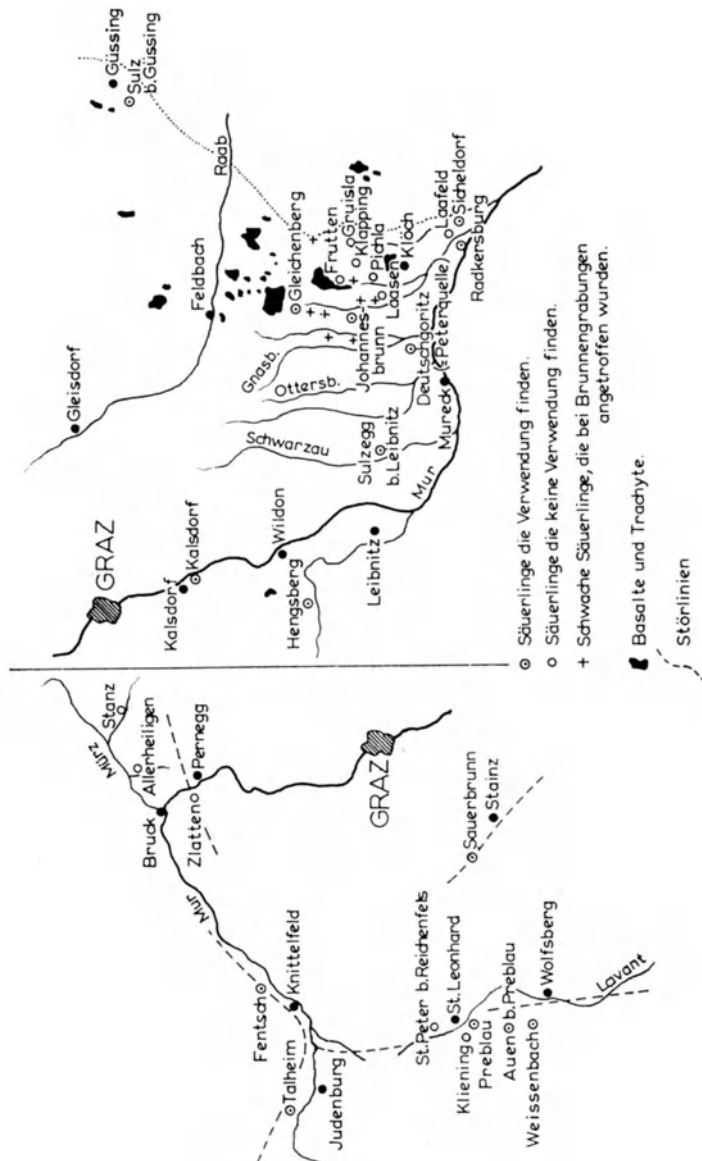 Mürz
Stanz
Allerheiligen
Bruck
Zlatten
Pernegg
Mur
GRAZ
Fentsch
Knittelfeld
Talheim
Judenburg
Sauerbrunn
Stainz
St.Peter b.Reichenfels
St.Leonhard
Kliening
Preblau
Auen
b.Preblau
Wolfsberg
Weissenbach
Lavant
GRAZ
Gleisdorf
Kalsdorf
Kalsdorf
Wildon
Hengsberg
Leibnitz
Mur
Schwarzau
Sulzegg
b.Leibnitz
Ottersb.
Gnasb.
Feldbach
Raab
Güssing
Sulz
b.Güssing
Gleichenberg
Frutten
Gruisla
Klapping
Pichla
Johannes-
brunn
Laasen
Klöch
Deutschgoritz
Peterquelle
Mureck
Laafeld
Sicheldorf
Radkersburg
Säuerlinge die Verwendung finden.
Säuerlinge die keine Verwendung finden.
+ Schwache Säuerlinge, die bei Brunnengrabungen
angetroffen wurden.
Basalte und Trachyte.
Störlinien